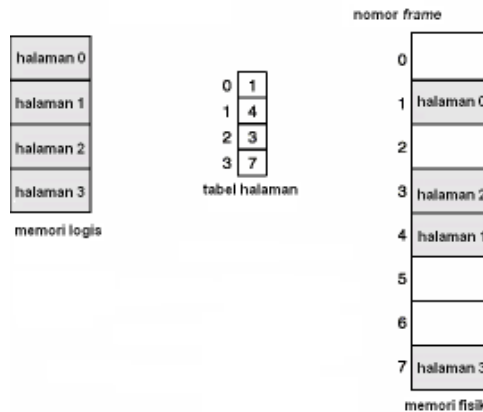 halaman 0
halaman 1
halaman 2
halaman 3
memori logis
0 1
1 4
2 3
3 7
tabel halaman
nomor frame
0
1 halaman 0
2
3 halaman 2
4 halaman 1
5
6
7 halaman 3
memori fisik